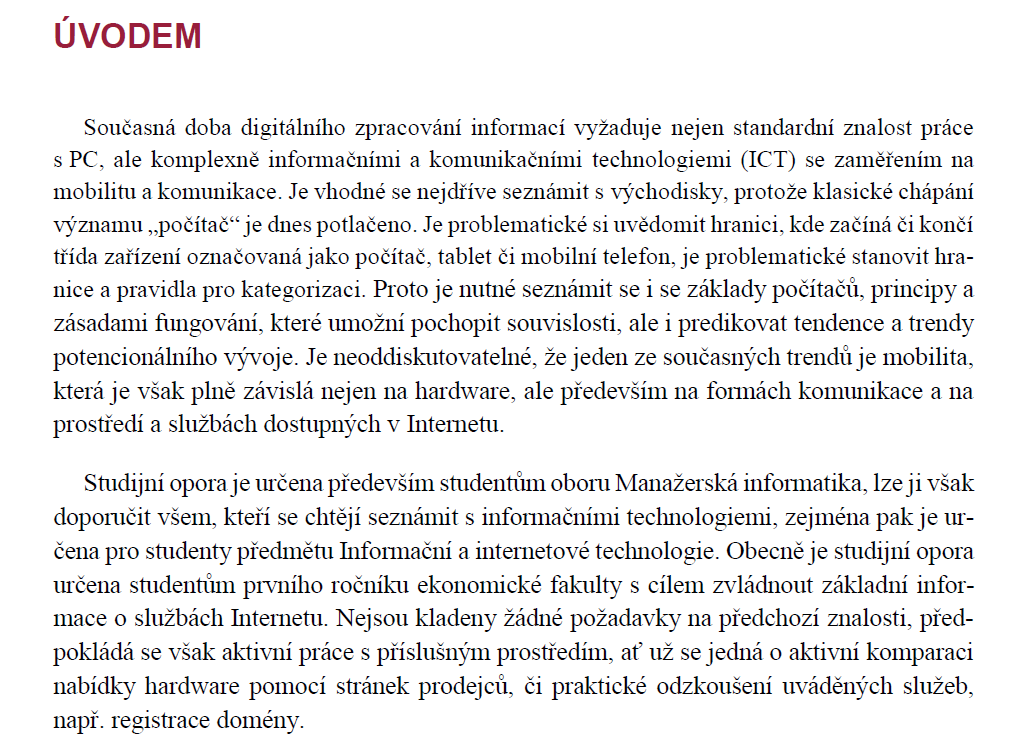 ÚVODEM
Současná doba digitálního zpracování informací vyžaduje nejen standardní znalost práce
s PC, ale komplexně informačními a komunikačními technologiemi (ICT) se zaměřením na
mobilitu a komunikace. Je vhodné se nejdříve seznámit s východisky, protože klasické chápání
významu „počítač“ je dnes potlačeno. Je problematické si uvědomit hranici, kde začíná či končí
třída zařízení označovaná jako počítač, tablet či mobilní telefon, je problematické stanovit hra-
nice a pravidla pro kategorizaci. Proto je nutné seznámit se i se základy počítačů, principy a
zásadami fungování, které umožní pochopit souvislosti, ale i predikovat tendence a trendy
potencionálního vývoje. Je neoddiskutovatelné, že jeden ze současných trendů je mobilita,
která je však plně závislá nejen na hardware, ale především na formách komunikace a na
prostředí a službách dostupných v Internetu.
Studijní opora je určena především studentům oboru Manažerská informatika, lze ji však
doporučit všem, kteří se chtějí seznámit s informačními technologiemi, zejména pak je ur-
čena pro studenty předmětu Informační a internetové technologie. Obecně je studijní opora
určena studentům prvního ročníku ekonomické fakulty s cílem zvládnout základní infor-
mace o službách Internetu. Nejsou kladeny žádné požadavky na předchozí znalosti, před-
pokládá se však aktivní práce s příslušným prostředím, ať už se jedná o aktivní komparaci
nabídky hardware pomocí stránek prodejců, či praktické odzkoušení uváděných služeb,
např. registrace domény.